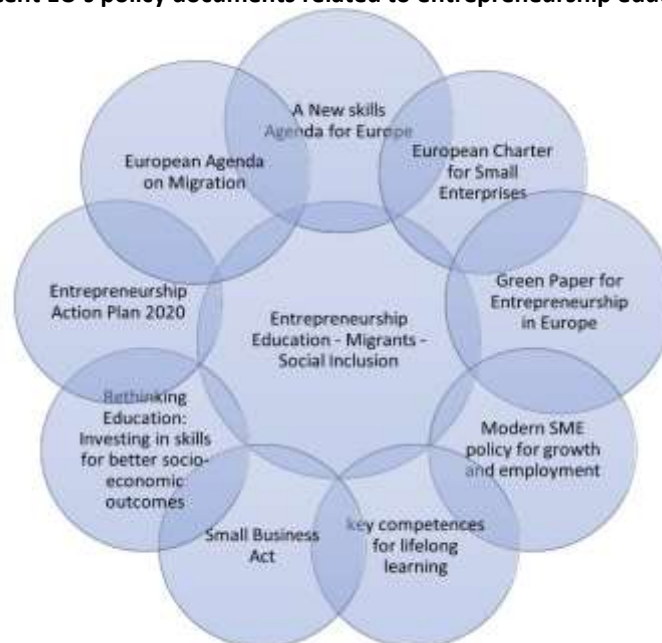 EU's policy documents related to entrepreneurship
A New skills
Agenda for Europe
European Charter
for Small
Enterprises
Green Paper for
Entrepreneurship
in Europe
Modern SME
policy for growth
and employment
key competences
for lifelong
learning
Small Business
Act
Rethinking
Education:
Investing in skills
for better socio-
economic
outcomes
Entrepreneurship
Action Plan 2020
European Agenda
on Migration
Entrepreneurship
Education - Migrants -
Social Inclusion